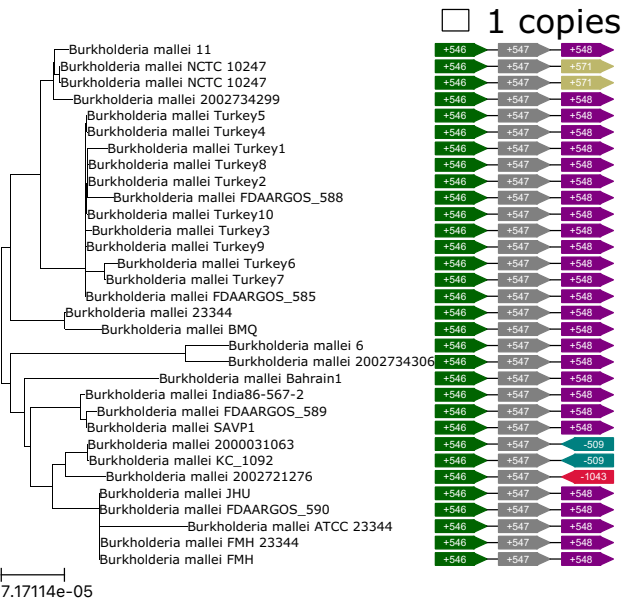 1 copies
Burkholderia mallei 11 +546 +547 +548
Burkholderia mallei NCTC 10247 +546 +547 +571
Burkholderia mallei NCTC 10247 +546 +547 +571
Burkholderia mallei 2002734299 +546 +547 +548
Burkholderia mallei Turkey5 +546 +547 +548
Burkholderia mallei Turkey4 +546 +547 +548
Burkholderia mallei Turkey1 +546 +547 +548
Burkholderia mallei Turkey8 +546 +547 +548
Burkholderia mallei Turkey2 +546 +547 +548
Burkholderia mallei FDAARGOS_588 +546 +547 +548
Burkholderia mallei Turkey10 +546 +547 +548
Burkholderia mallei Turkey3 +546 +547 +548
Burkholderia mallei Turkey9 +546 +547 +548
Burkholderia mallei Turkey6 +546 +547 +548
Burkholderia mallei Turkey7 +546 +547 +548
Burkholderia mallei FDAARGOS_585 +546 +547 +548
Burkholderia mallei 23344 +546 +547 +548
Burkholderia mallei BMQ +546 +547 +548
Burkholderia mallei 6 +546 +547 +548
Burkholderia mallei 2002734306 +546 +547 +548
Burkholderia mallei Bahrain1 +546 +547 +548
Burkholderia mallei India86-567-2 +546 +547 +548
Burkholderia mallei FDAARGOS_589 +546 +547 +548
Burkholderia mallei SAVP1 +546 +547 +548
Burkholderia mallei 2000031063 +546 +547 -509
Burkholderia mallei KC_1092 +546 +547 -509
Burkholderia mallei 2002721276 +546 +547 -1043
Burkholderia mallei JHU +546 +547 +548
Burkholderia mallei FDAARGOS_590 +546 +547 +548
Burkholderia mallei ATCC 23344 +546 +547 +548
Burkholderia mallei FMH 23344 +546 +547 +548
Burkholderia mallei FMH +546 +547 +548
7.17114e-05